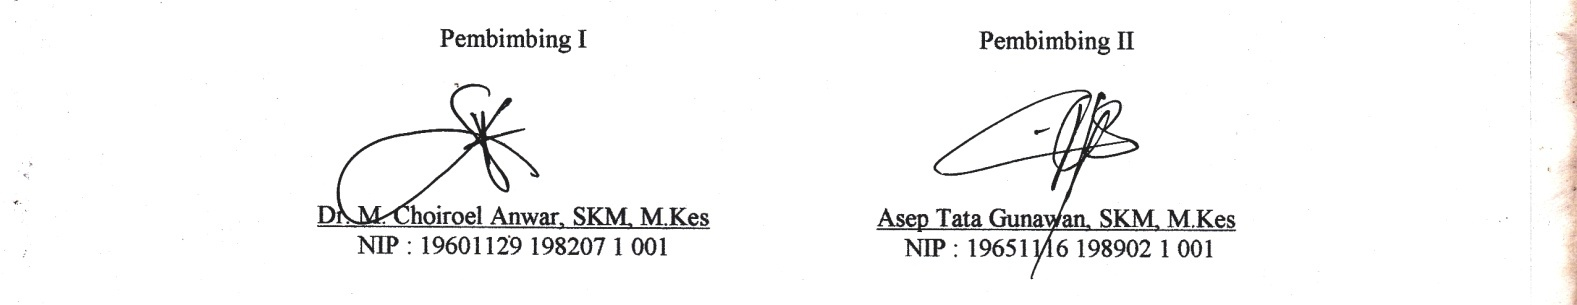 Pembimbing I
Dr. M. Choiroel Anwar, SKM, M.Kes
NIP : 19601129 198207 1 001
Pembimbing II
Asep Tata Gunawan, SKM, M.Kes
NIP : 19651116 198902 1 001